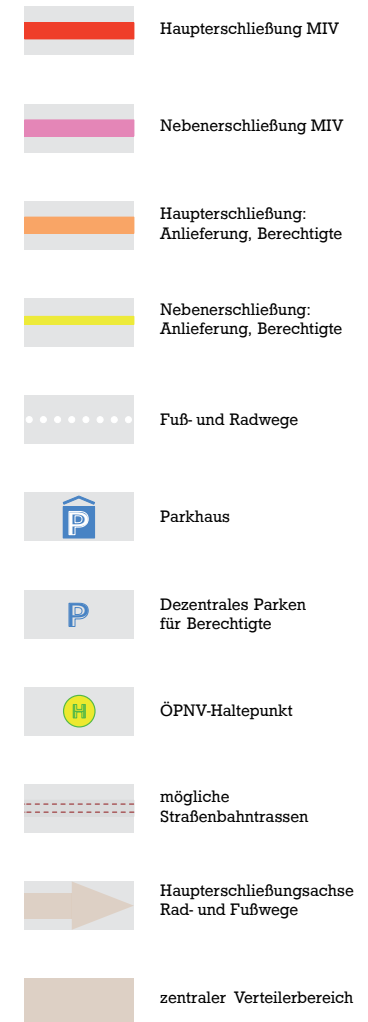 Haupterschließung MIV
Nebenerschließung MIV
Haupterschließung:
Anlieferung, Berechtigte
Nebenerschließung:
Anlieferung, Berechtigte
Fuß- und Radwege
P
Parkhaus
P
Dezentrales Parken
für Berechtigte
H
ÖPNV-Haltepunkt
mögliche
Straßenbahntrassen
Haupterschließungsachse
Rad- und Fußwege
zentraler Verteilerbereich